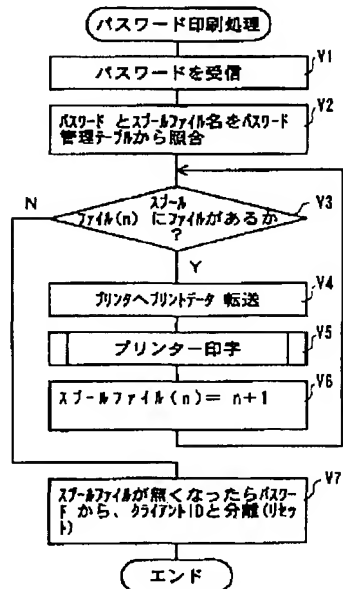 パスワード印刷処理
V1
パスワードを受信
V2
パスワード とスプールファイル名をパスワード
管理テーブルから照合
N
スプール
V3
ファイル(n) にファイルがあるか
?
Y
V4
プリンタへプリントデータ 転送
V5
プリンター印字
V6
スプールファイル(n)= n+1
V7
スプールファイルが無くなったらパスワー
ド から、クライアントIDと分離(リセッ
ト)
エンド